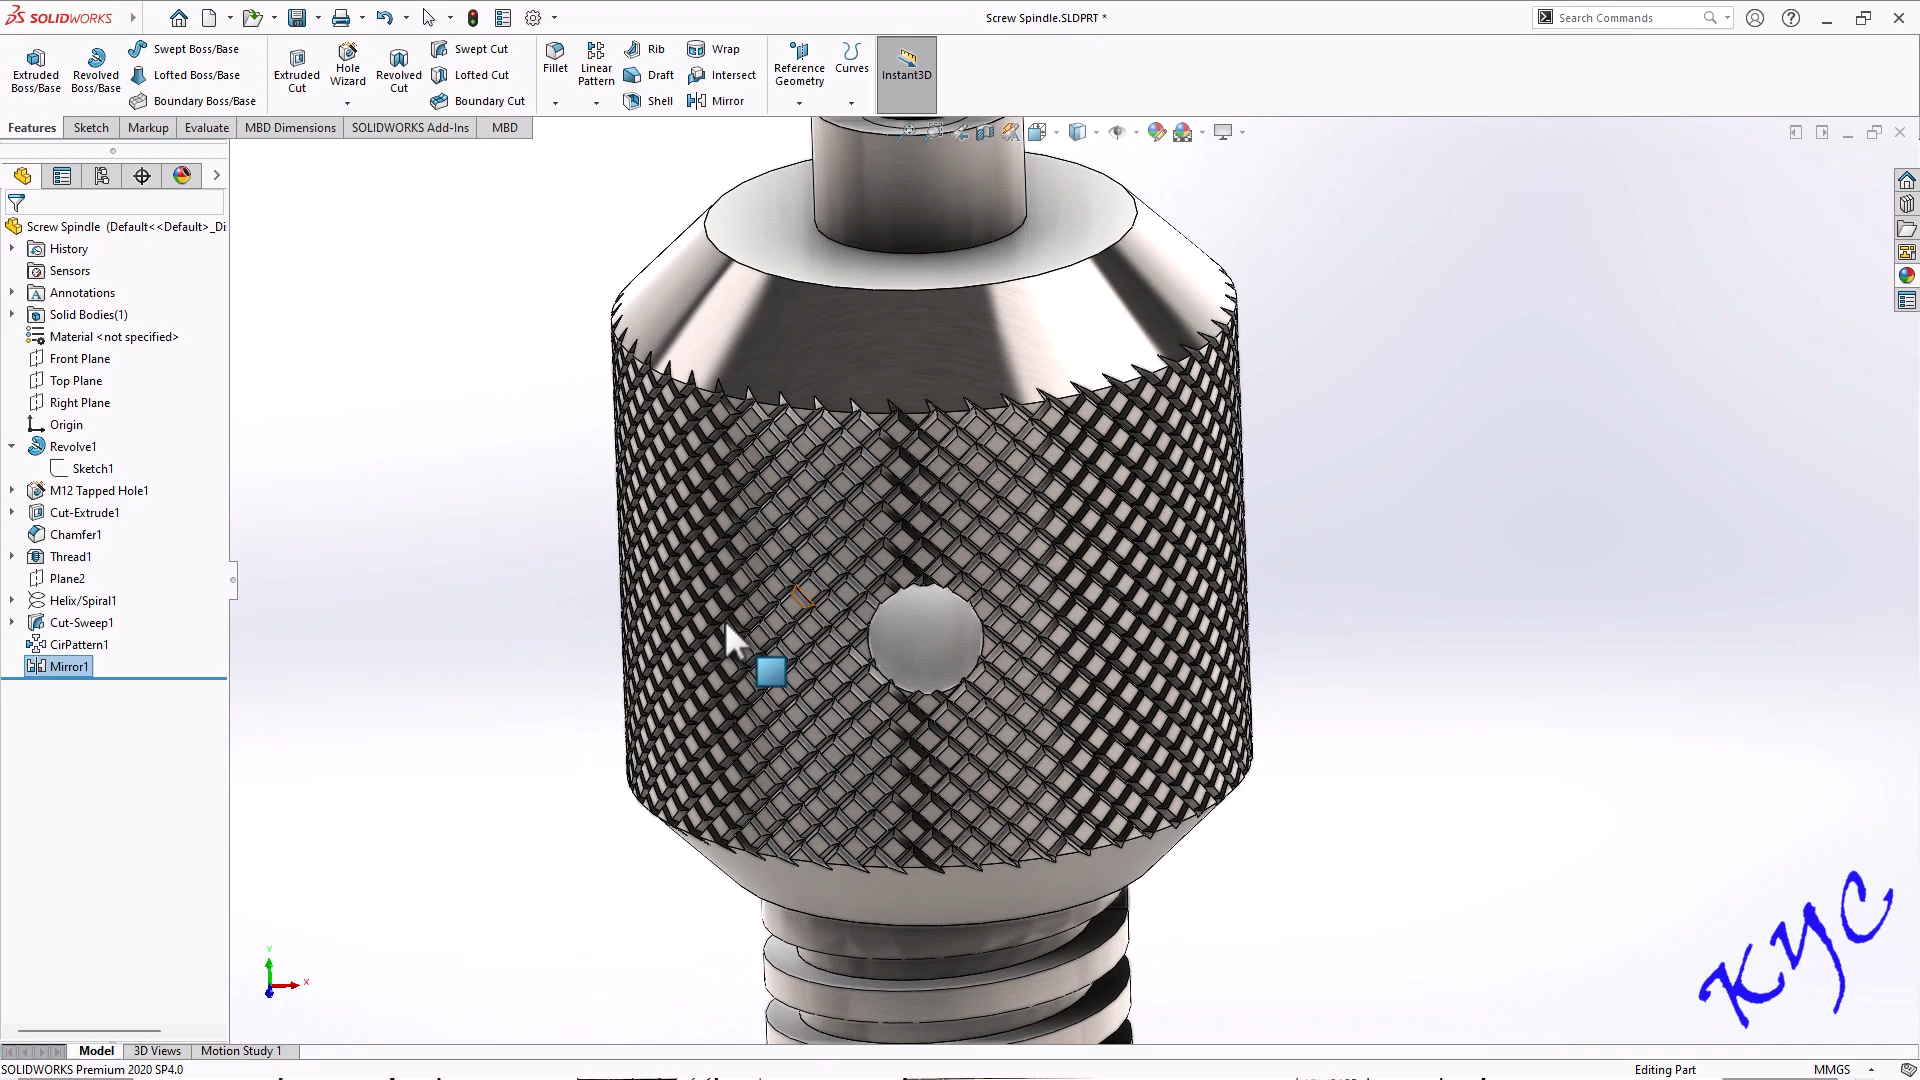 SOLIDWORKS
Screw Spindle.SLDPRT *
Search Commands
Extruded Boss/Base
Revolved Boss/Base
Swept Boss/Base
Lofted Boss/Base
Boundary Boss/Base
Extruded Cut
Hole Wizard
Revolved Cut
Swept Cut
Lofted Cut
Boundary Cut
Fillet
Linear Pattern
Rib
Draft
Shell
Wrap
Intersect
Mirror
Reference Geometry
Curves
Instant3D
Features
Sketch
Markup
Evaluate
MBD Dimensions
SOLIDWORKS Add-Ins
MBD
Screw Spindle (Default<<Default>_Di
History
Sensors
Annotations
Solid Bodies(1)
Material <not specified>
Front Plane
Top Plane
Right Plane
Origin
Revolve1
Sketch1
M12 Tapped Hole1
Cut-Extrude1
Chamfer1
Thread1
Plane2
Helix/Spiral1
Cut-Sweep1
CirPattern1
Mirror1
Y
X
KYC
Model
3D Views
Motion Study 1
SOLIDWORKS Premium 2020 SP4.0
Editing Part
MMGS